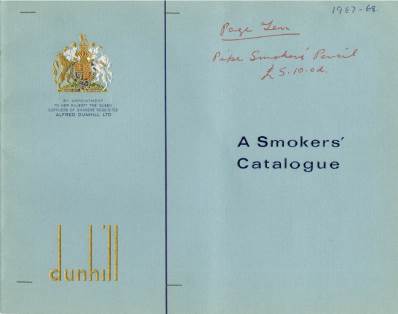 1967-68.
Page Ten
Pipe Smokers' Pencil
£5.10.0d.
BY APPOINTMENT
TO HER MAJESTY THE QUEEN
SUPPLIERS OF SMOKERS' REQUISITES
ALFRED DUNHILL LTD
A Smokers'
Catalogue
dunhill